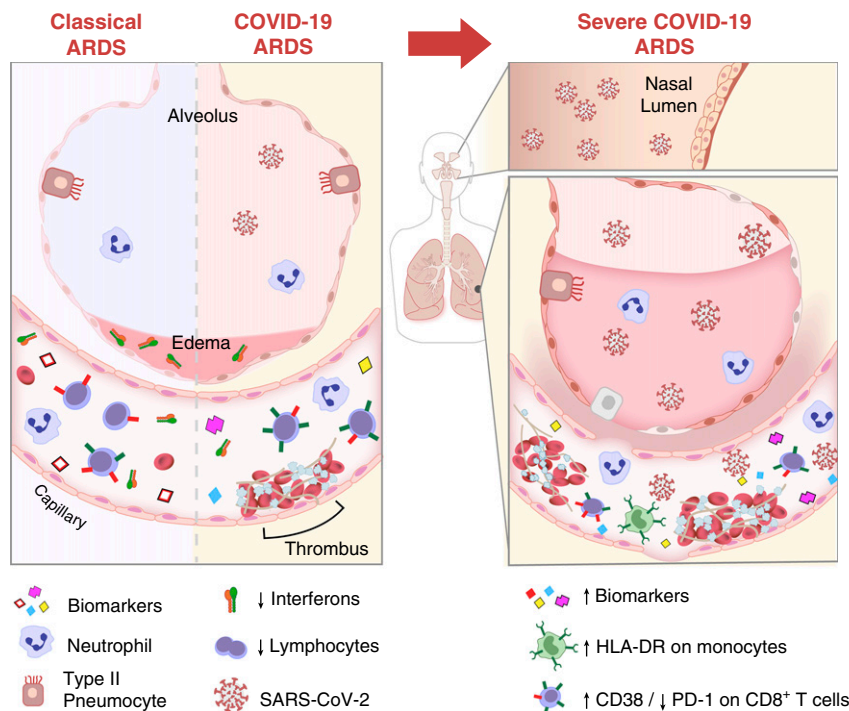 Classical
ARDS
COVID-19
ARDS
Severe COVID-19
ARDS
Alveolus
Nasal
Lumen
Edema
Capillary
Thrombus
Biomarkers
Neutrophil
Type II
Pneumocyte
↓ Interferons
↓ Lymphocytes
SARS-CoV-2
↑ Biomarkers
↑ HLA-DR on monocytes
↑ CD38 / ↓ PD-1 on CD8⁺ T cells